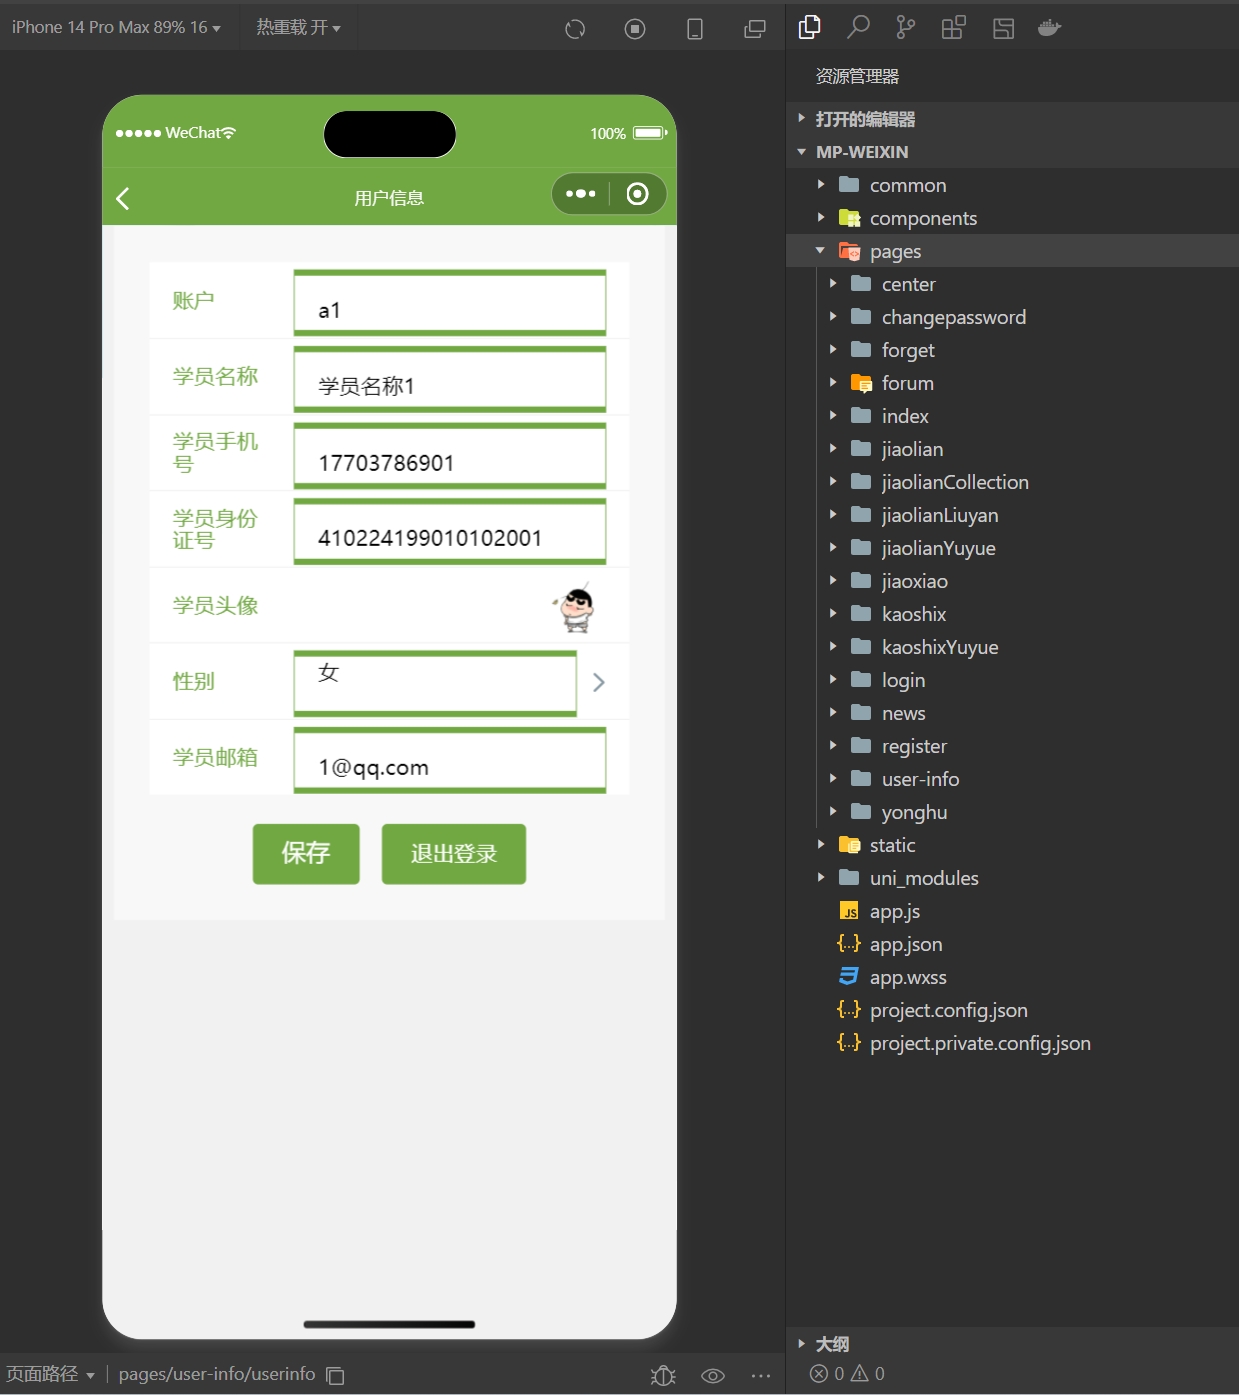 iPhone 14 Pro Max 89% 16
热重载 开
WeChat
100%
用户信息
账户
a1
学员名称
学员名称1
学员手机
号
17703786901
学员身份
证号
410224199010102001
学员头像
性别
女
学员邮箱
1@qq.com
保存
退出登录
页面路径
pages/user-info/userinfo
资源管理器
打开的编辑器
MP-WEIXIN
common
components
pages
center
changepassword
forget
forum
index
jiaolian
jiaolianCollection
jiaolianLiuyan
jiaolianYuyue
jiaoxiao
kaoshix
kaoshixYuyue
login
news
register
user-info
yonghu
static
uni_modules
JS app.js
{..} app.json
app.wxss
{..} project.config.json
{..} project.private.config.json
大纲
0 0